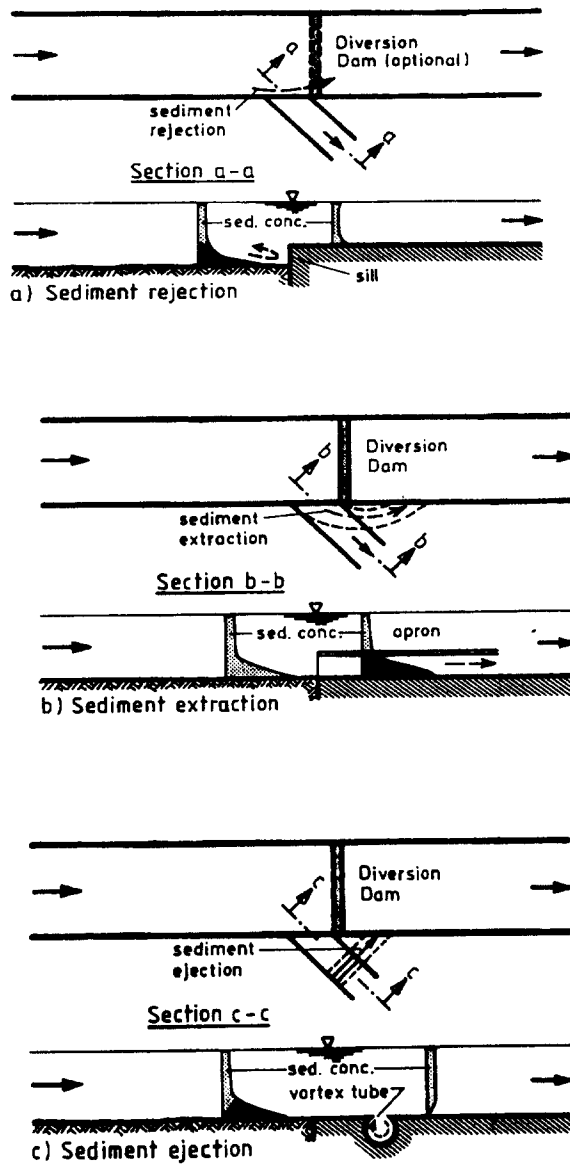 Diversion
Dam (optional)
a
sediment
rejection
a
Section a-a
sed. conc.
sill
a) Sediment rejection
Diversion
Dam
b
sediment
extraction
b
Section b-b
sed. conc.
apron
b) Sediment extraction
Diversion
Dam
c
sediment
ejection
c
Section c-c
sed. conc.
vortex tube
c) Sediment ejection